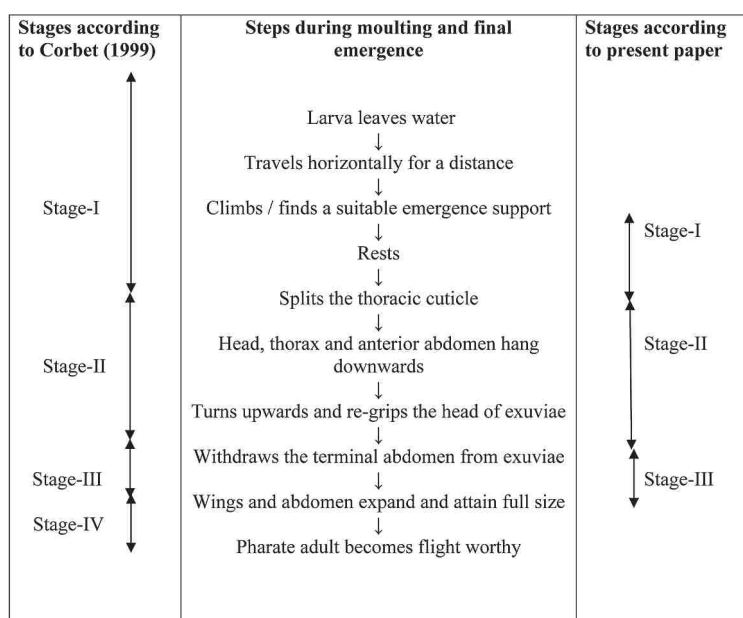 Stages according
to Corbet (1999)
Stage-I
Stage-II
Stage-III
Stage-IV
Steps during moulting and final
emergence
Larva leaves water
↓
Travels horizontally for a distance
↓
Climbs / finds a suitable emergence support
↓
Rests
↓
Splits the thoracic cuticle
↓
Head, thorax and anterior abdomen hang
downwards
↓
Turns upwards and re-grips the head of exuviae
↓
Withdraws the terminal abdomen from exuviae
↓
Wings and abdomen expand and attain full size
↓
Pharate adult becomes flight worthy
Stages according
to present paper
Stage-I
Stage-II
Stage-III